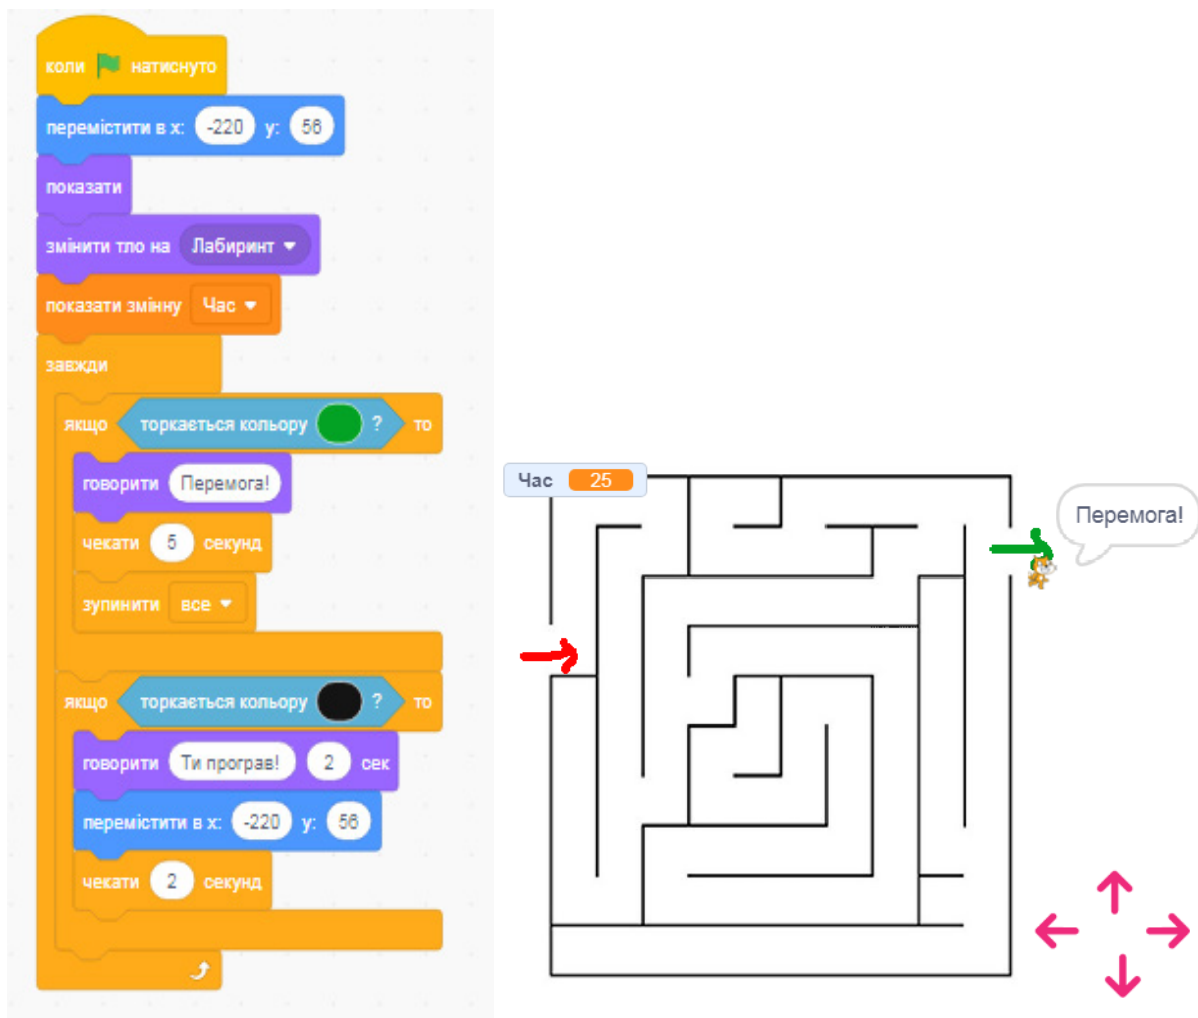 коли натиснуто
перемістити в x: -220 y: 56
показати
змінити тло на Лабиринт
показати змінну Час
завжди
якщо торкається кольору ? то
говорити Перемога!
чекати 5 секунд
зупинити все
якщо торкається кольору ? то
говорити Ти програв! 2 сек
перемістити в x: -220 y: 56
чекати 2 секунд
Час 25
Перемога!